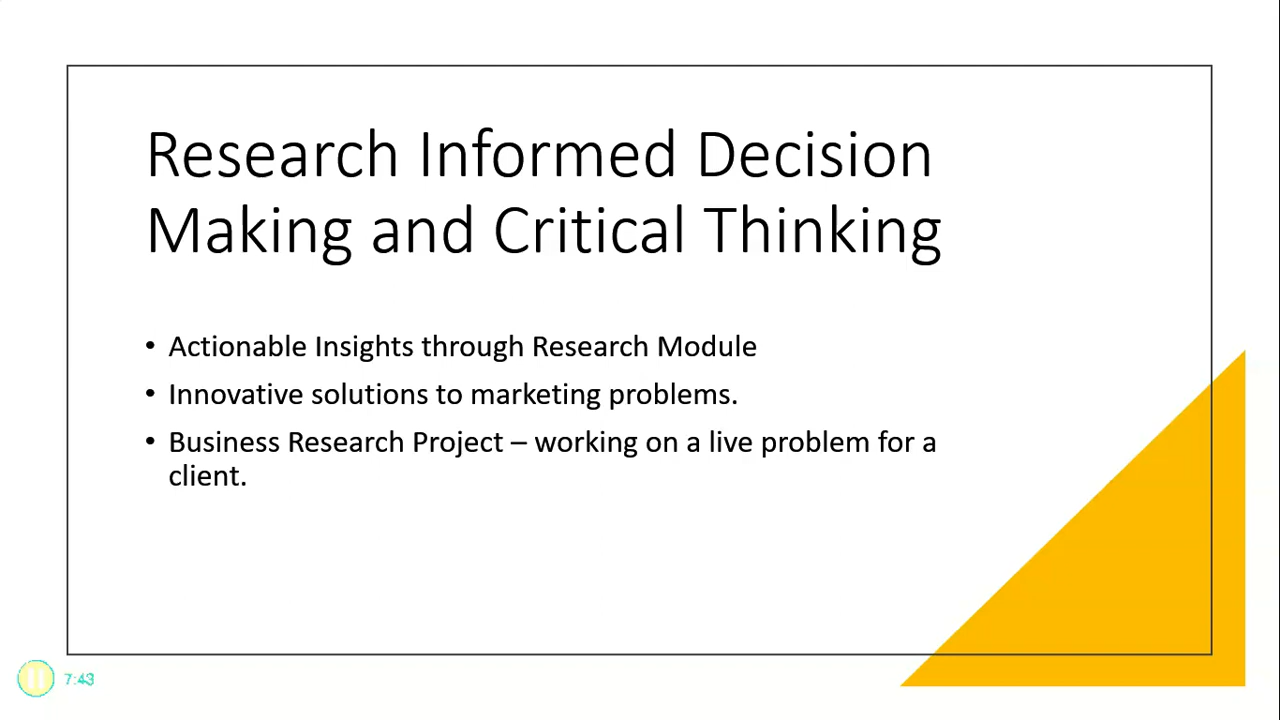 Research Informed Decision
Making and Critical Thinking
• Actionable Insights through Research Module
• Innovative solutions to marketing problems.
• Business Research Project – working on a live problem for a
client.
7:43